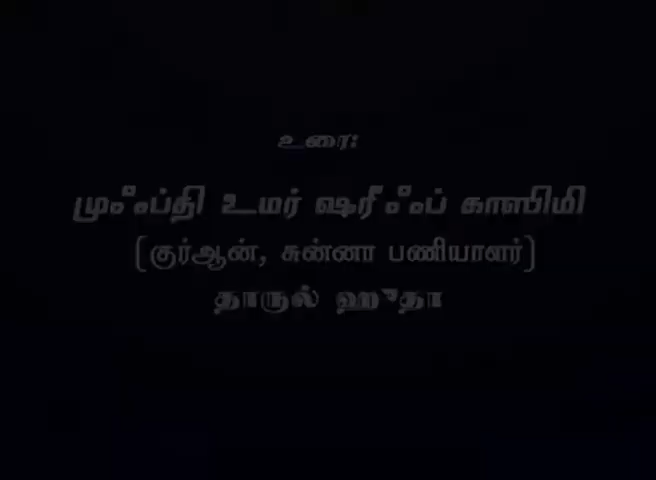 உரை:
முஃப்தி உமர் ஷரீஃப் காஸிமி
(குர்ஆன், சுன்னா பணியாளர்)
தாருல் ஹுதா